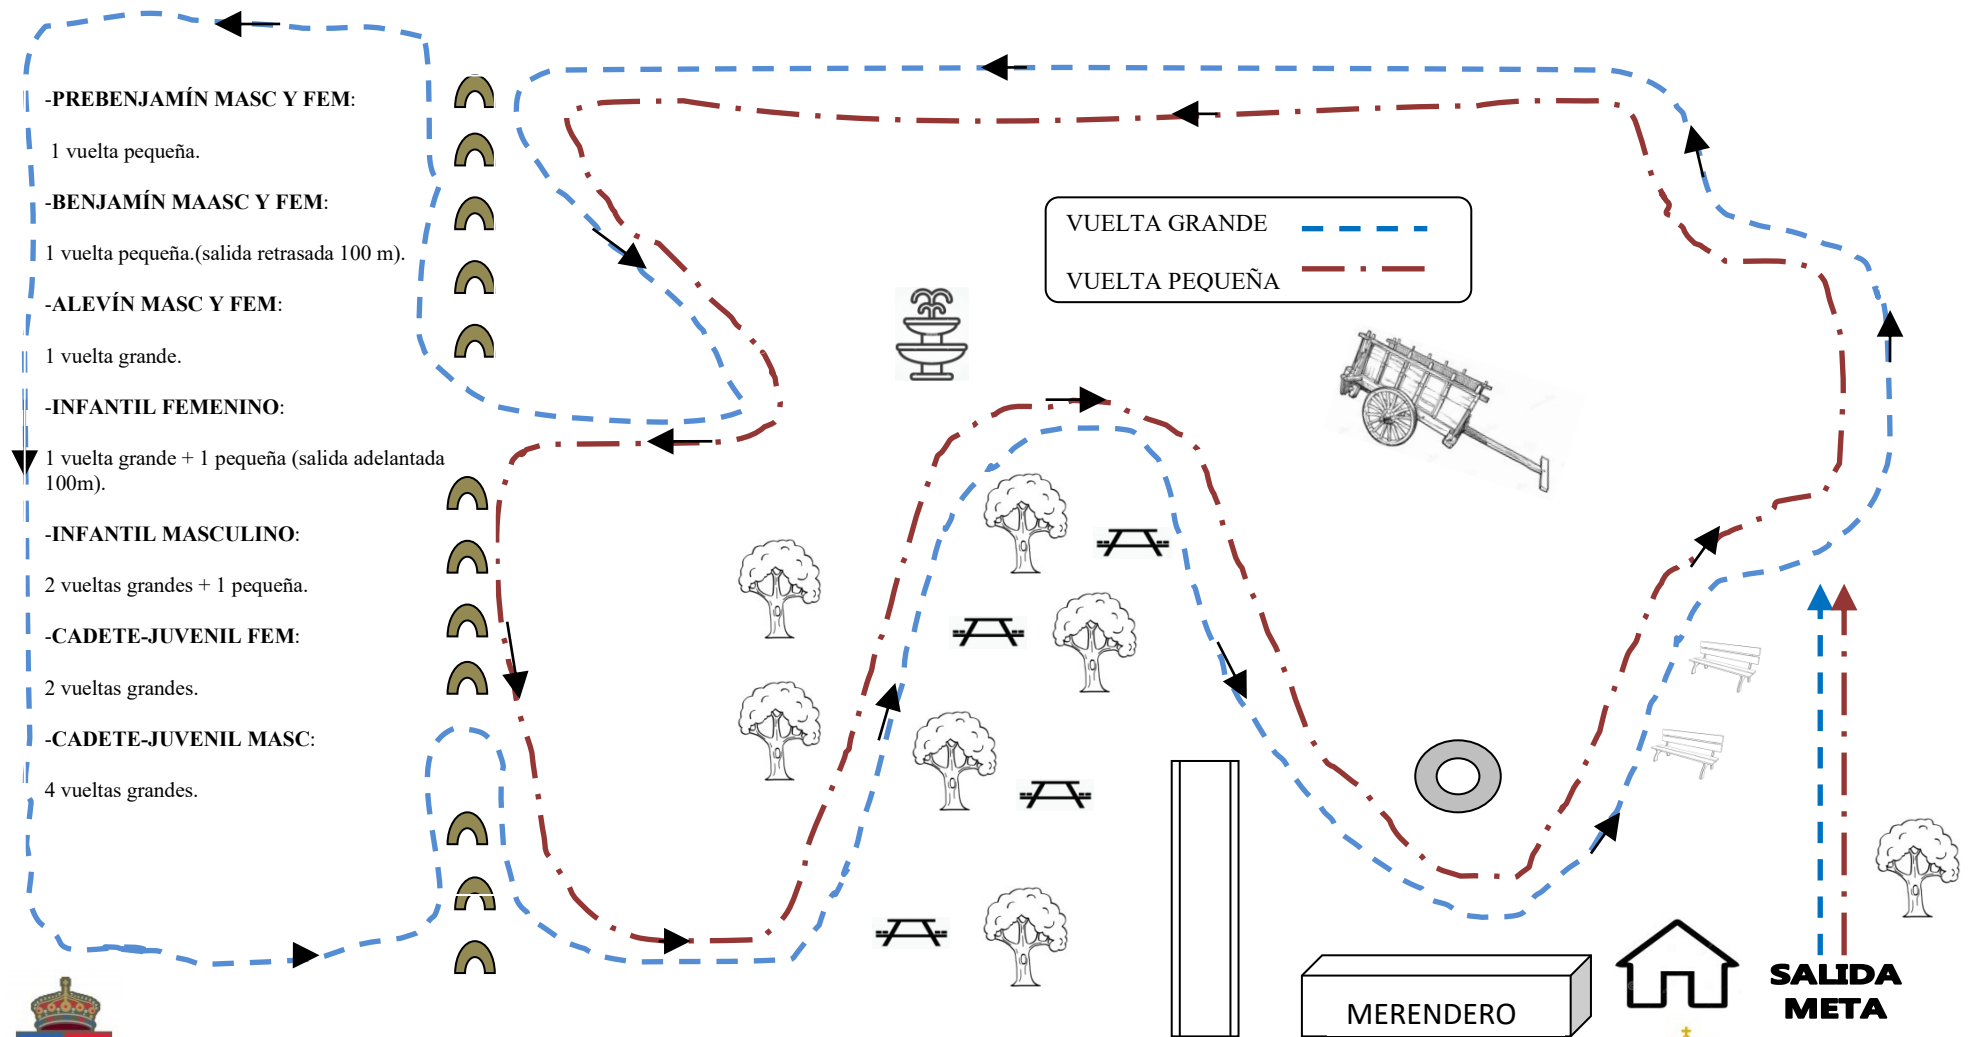 -PREBENJAMÍN MASC Y FEM:
1 vuelta pequeña.
-BENJAMÍN MAASC Y FEM:
1 vuelta pequeña.(salida retrasada 100 m).
-ALEVÍN MASC Y FEM:
1 vuelta grande.
-INFANTIL FEMENINO:
1 vuelta grande + 1 pequeña (salida adelantada
100m).
-INFANTIL MASCULINO:
2 vueltas grandes + 1 pequeña.
-CADETE-JUVENIL FEM:
2 vueltas grandes.
-CADETE-JUVENIL MASC:
4 vueltas grandes.
VUELTA GRANDE
VUELTA PEQUEÑA
MERENDERO
SALIDA
META